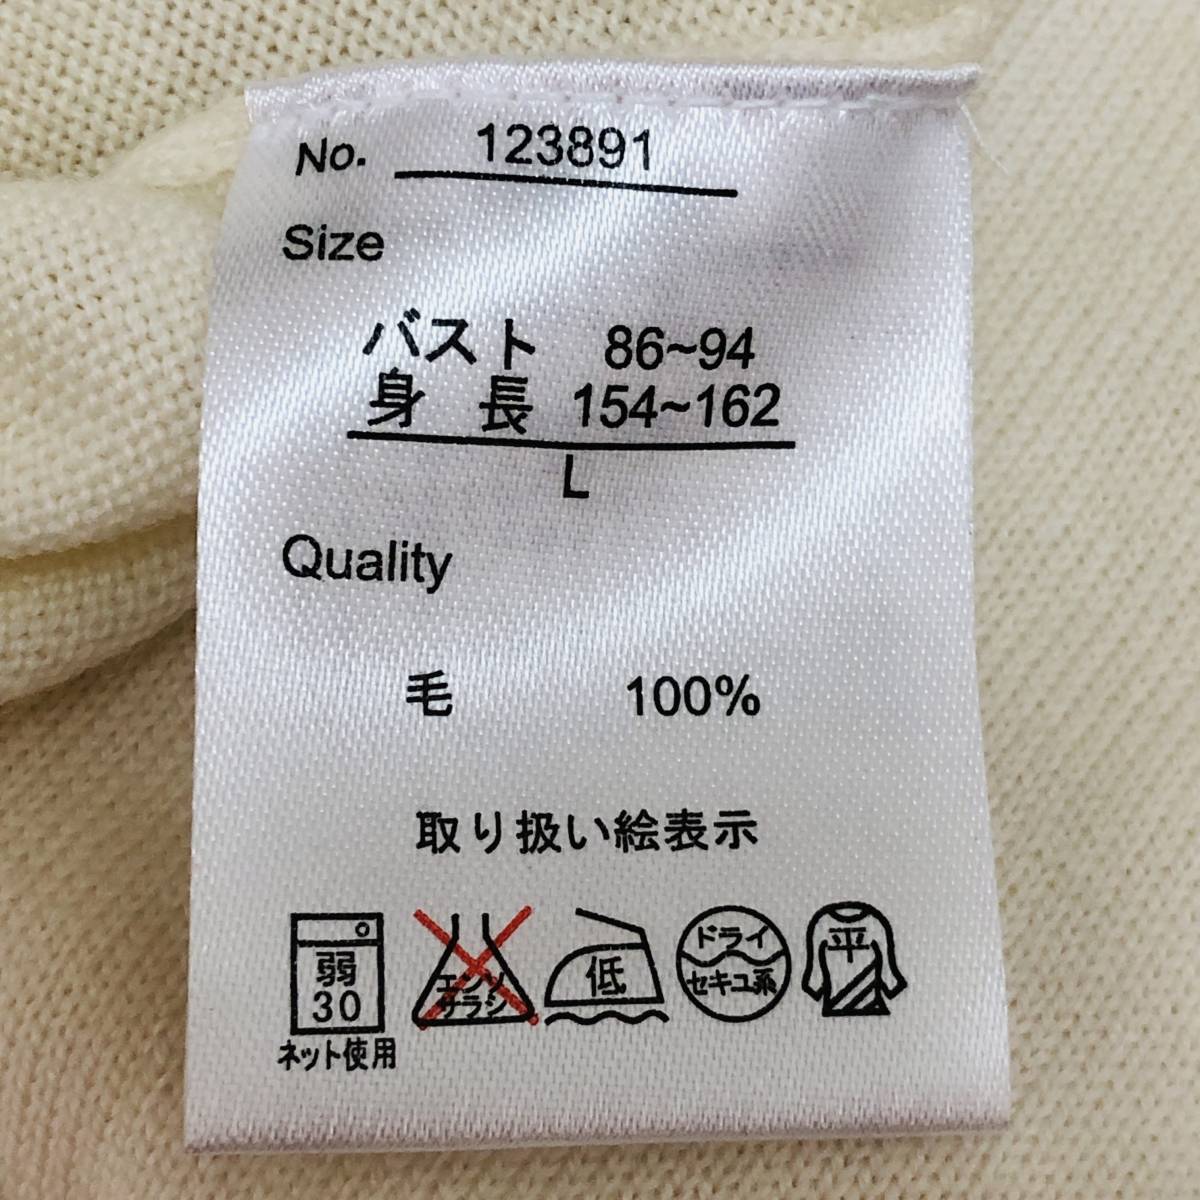 No. 123891
Size
バスト 86~94
身 長 154~162
L
Quality
毛 100%
取り扱い絵表示
弱
30
ネット使用
エンソ
サラシ
低
ドライ
セキユ系
平